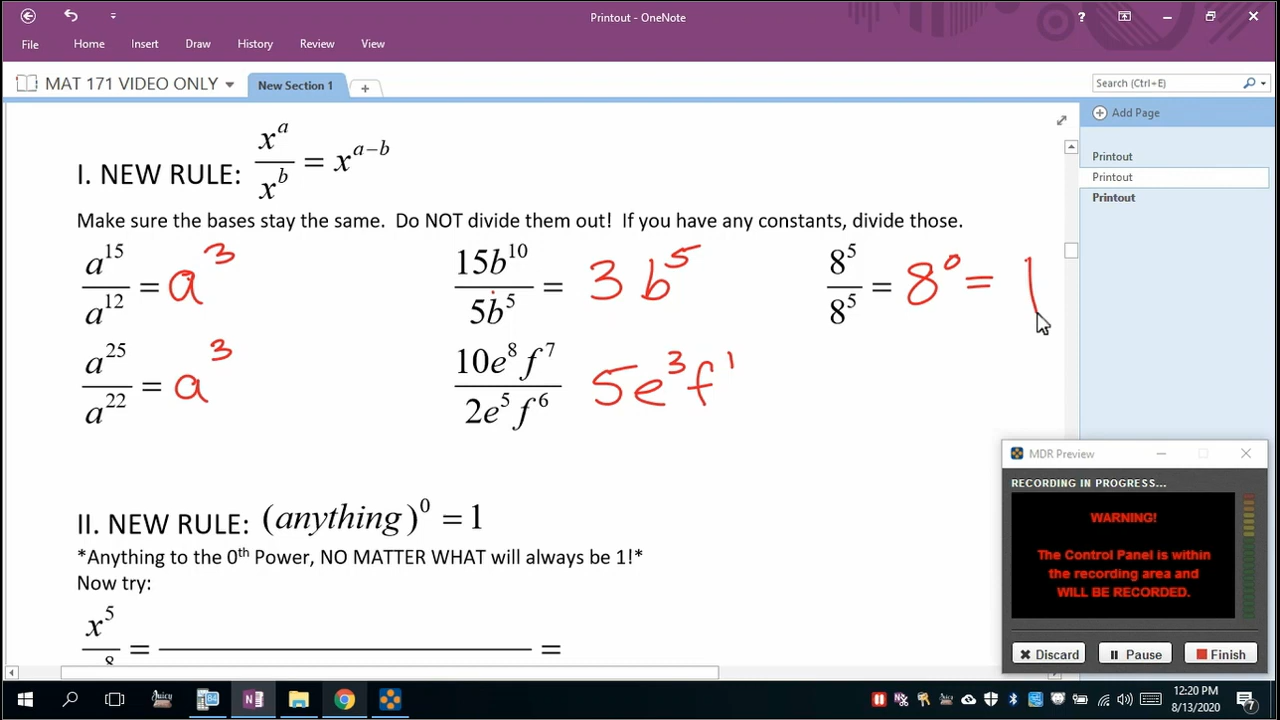 Printout - OneNote
?
File Home Insert Draw History Review View
MAT 171 VIDEO ONLY New Section 1 +
Search (Ctrl+E)
Add Page
Printout
Printout
Printout
I. NEW RULE: x^a / x^b = x^(a−b)
Make sure the bases stay the same. Do NOT divide them out! If you have any constants, divide those.
a^15 / a^12 = a^3
15b^10 / 5b^5 = 3 b^5
8^5 / 8^5 = 8^0 = 1
a^25 / a^22 = a^3
10e^8 f^7 / 2e^5 f^6 5e^3 f^1
II. NEW RULE: (anything)^0 = 1
*Anything to the 0th Power, NO MATTER WHAT will always be 1!*
Now try:
x^5 / 8 = ____ =
MDR Preview
RECORDING IN PROGRESS...
WARNING!
The Control Panel is within
the recording area and
WILL BE RECORDED.
Discard Pause Finish
12:20 PM
8/13/2020
7